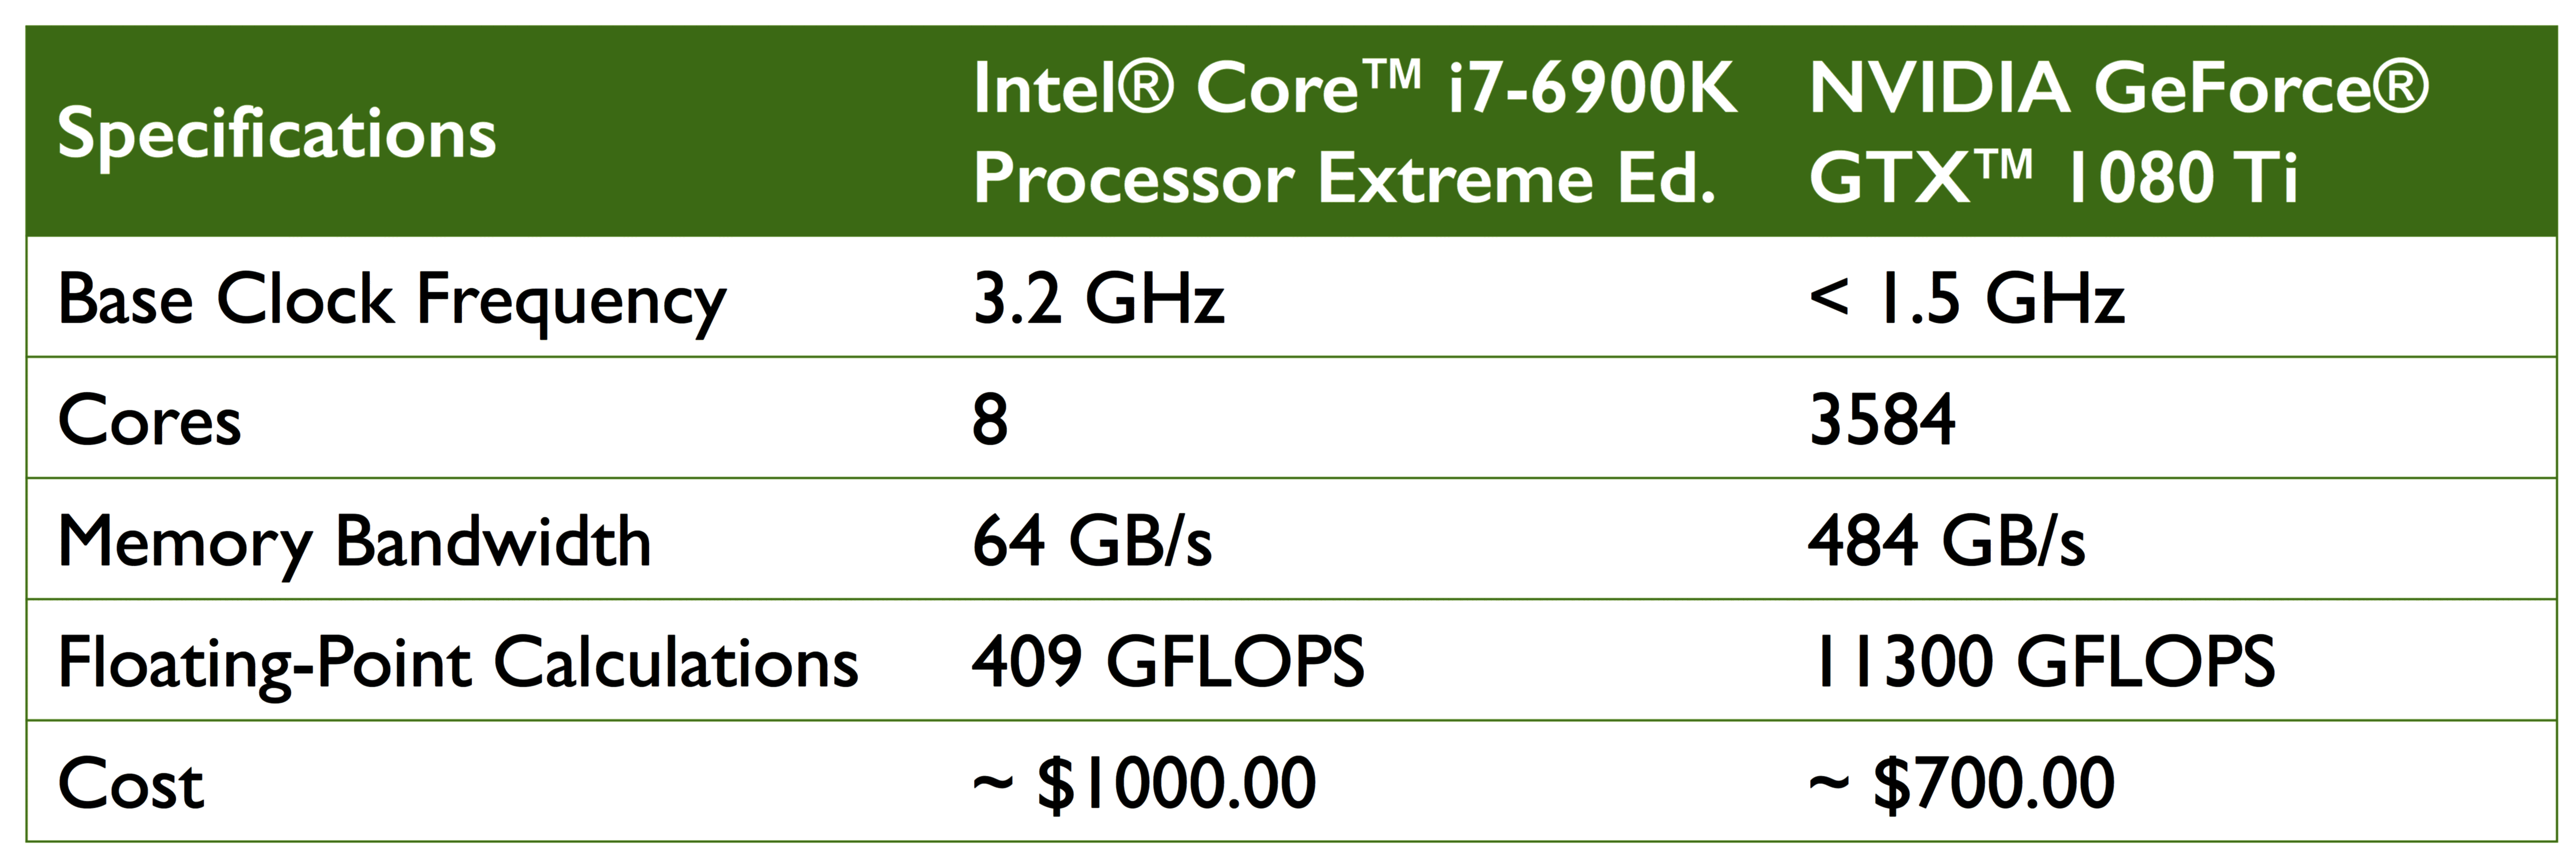 Specifications Intel® Core™ i7-6900K Processor Extreme Ed. NVIDIA GeForce® GTX™ 1080 Ti
Base Clock Frequency 3.2 GHz < 1.5 GHz
Cores 8 3584
Memory Bandwidth 64 GB/s 484 GB/s
Floating-Point Calculations 409 GFLOPS 11300 GFLOPS
Cost ~ $1000.00 ~ $700.00